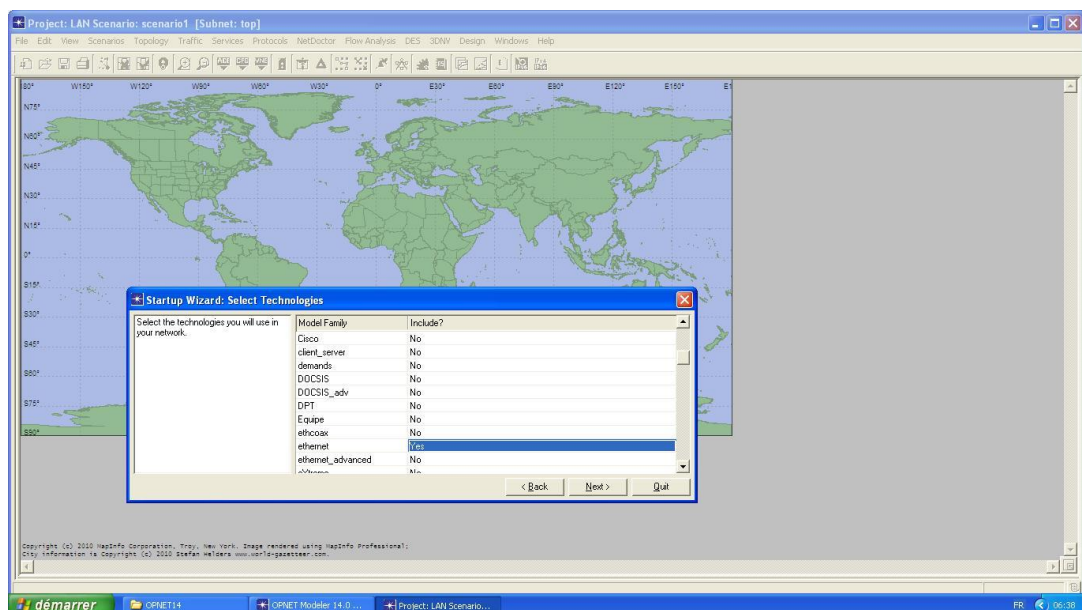 Project: LAN Scenario: scenario1 [Subnet: top]
File Edit View Scenarios Topology Traffic Services Protocols NetDoctor Flow Analysis DES 3DNV Design Windows Help
W150° W120° W90° W60° W30° 0° E30° E60° E90° E120° E150°
N75°
N60°
N45°
N30°
N15°
0°
S15°
S30°
S45°
S60°
S75°
S90°
Startup Wizard: Select Technologies
Select the technologies you will use in
your network.
Model Family Include?
Cisco No
client_server No
demands No
DOCSIS No
DOCSIS_adv No
DPT No
Equipe No
ethcoax No
ethernet Yes
ethernet_advanced No
< Back Next > Quit
Copyright (c) 2010 MapInfo Corporation, Troy, New York. Image rendered using MapInfo Professional;
City information is Copyright (c) 2010 Stefan Helders www.world-gazetteer.com.
démarrer OPNET14 OPNET Modeler 14.0 ... Project: LAN Scenario... FR 06:38